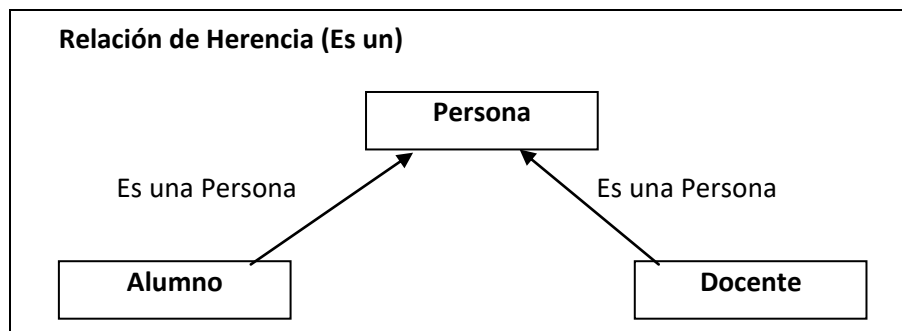 Relación de Herencia (Es un)
Persona
Es una Persona
Es una Persona
Alumno
Docente